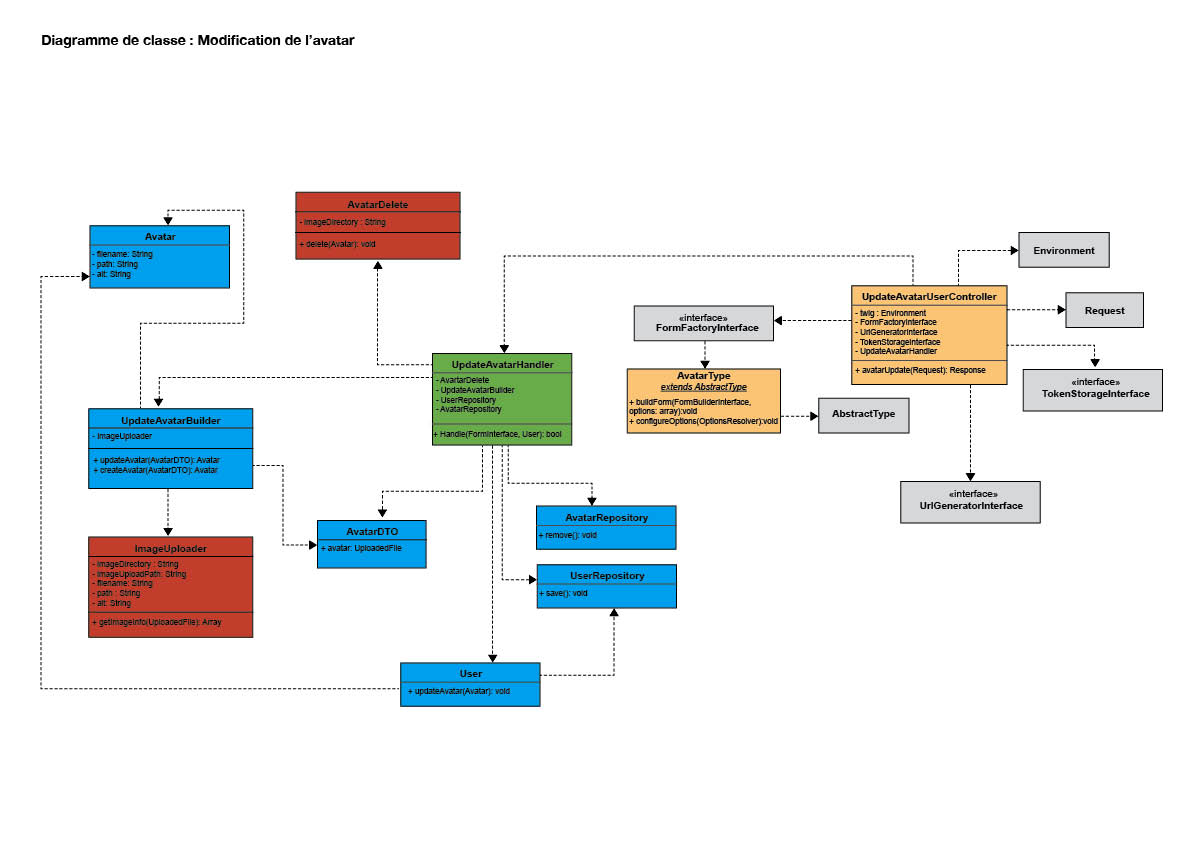 Diagramme de classe : Modification de l'avatar
AvatarDelete
- imageDirectory : String
+ delete(Avatar): void
Avatar
- filename: String
- path: String
- alt: String
Environment
UpdateAvatarUserController
- twig : Environment
- FormFactoryInterface
- UrlGeneratorInterface
- TokenStorageInterface
- UpdateAvatarHandler
+ avatarUpdate(Request): Response
Request
«interface»
FormFactoryInterface
UpdateAvatarHandler
- AvartarDelete
- UpdateAvatarBuilder
- UserRepository
- AvatarRepository
+ Handle(FormInterface, User): bool
AvatarType
extends AbstractType
+ buildForm(FormBuilderInterface,
options: array):void
+ configureOptions(OptionsResolver):void
«interface»
TokenStorageInterface
AbstractType
UpdateAvatarBuilder
- ImageUploader
+ updateAvatar(AvatarDTO): Avatar
+ createAvatar(AvatarDTO): Avatar
«interface»
UrlGeneratorInterface
AvatarDTO
+ avatar: UploadedFile
AvatarRepository
+ remove(): void
ImageUploader
- imageDirectory : String
- imageUploadPath: String
- filename: String
- path : String
- alt: String
+ getImageInfo(UploadedFile): Array
UserRepository
+ save(): void
User
+ updateAvatar(Avatar): void